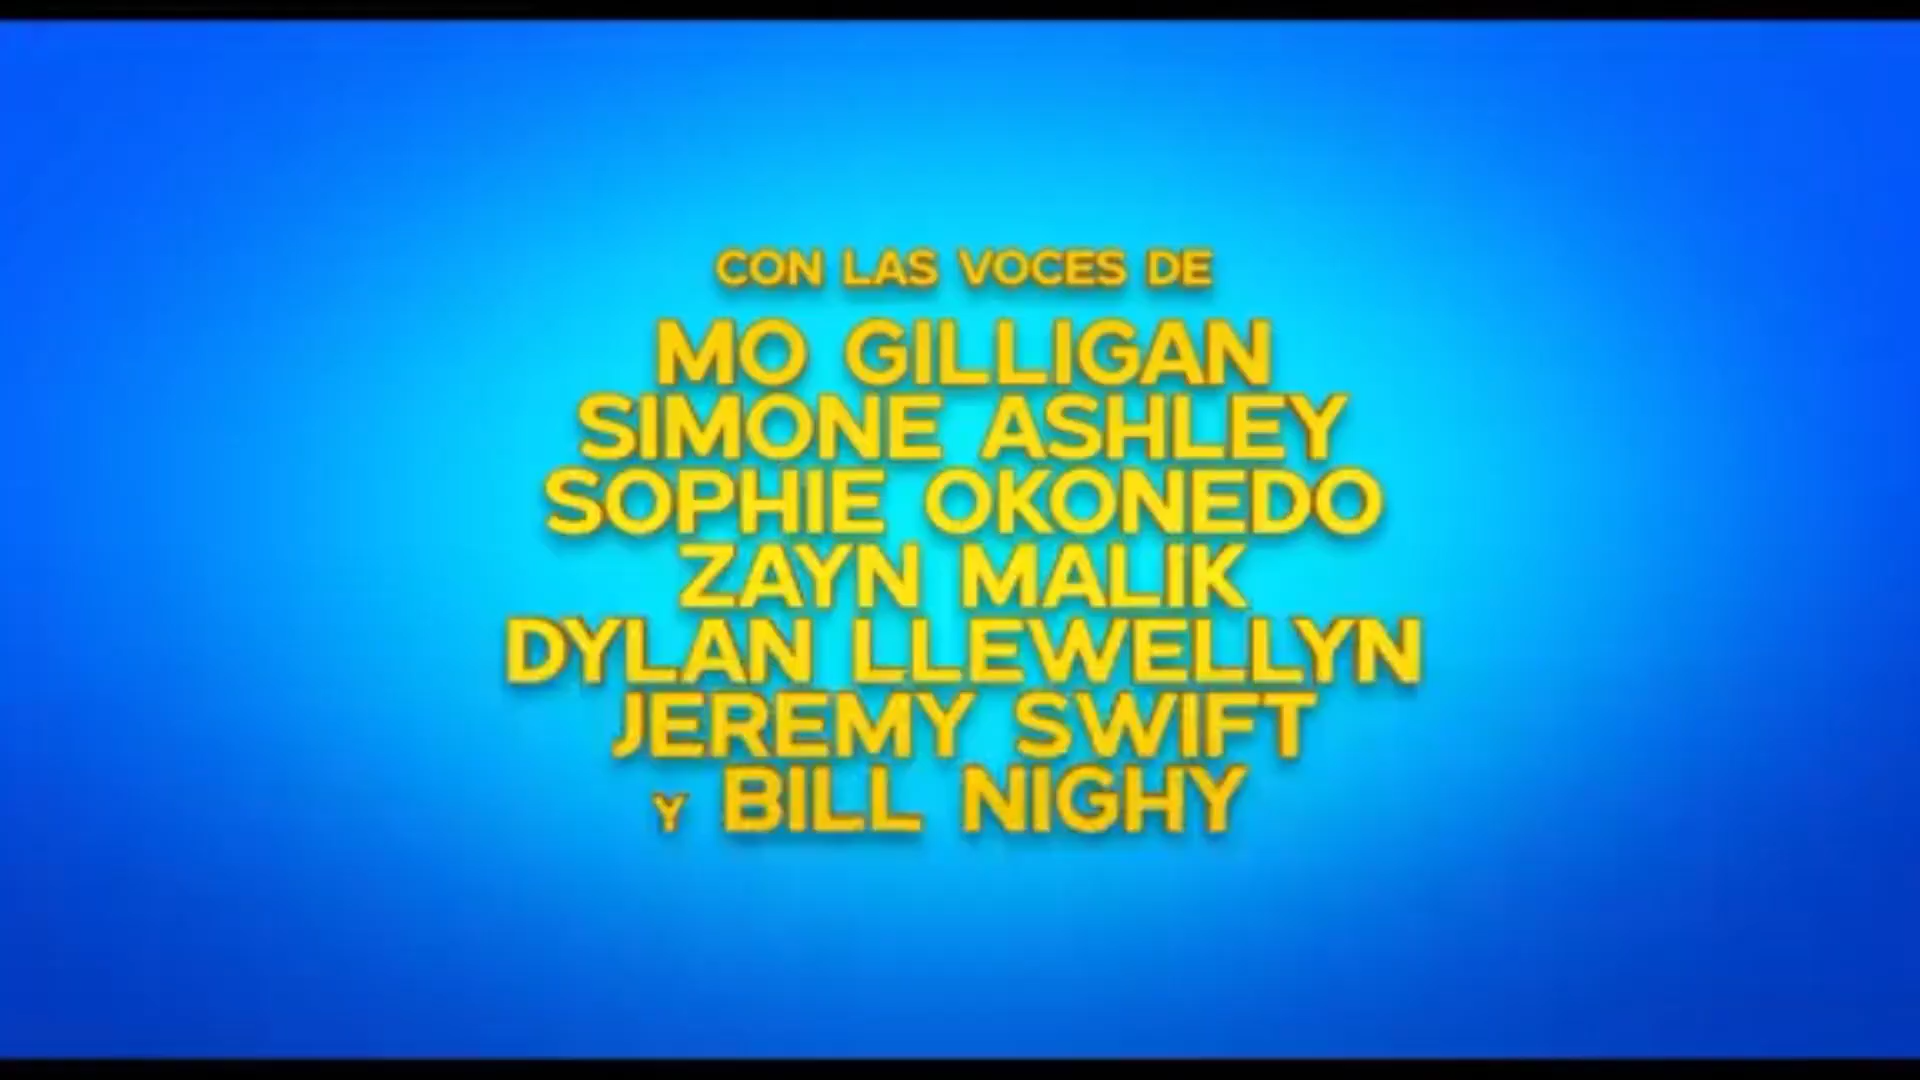 CON LAS VOCES DE
MO GILLIGAN
SIMONE ASHLEY
SOPHIE OKONEDO
ZAYN MALIK
DYLAN LLEWELLYN
JEREMY SWIFT
Y BILL NIGHY